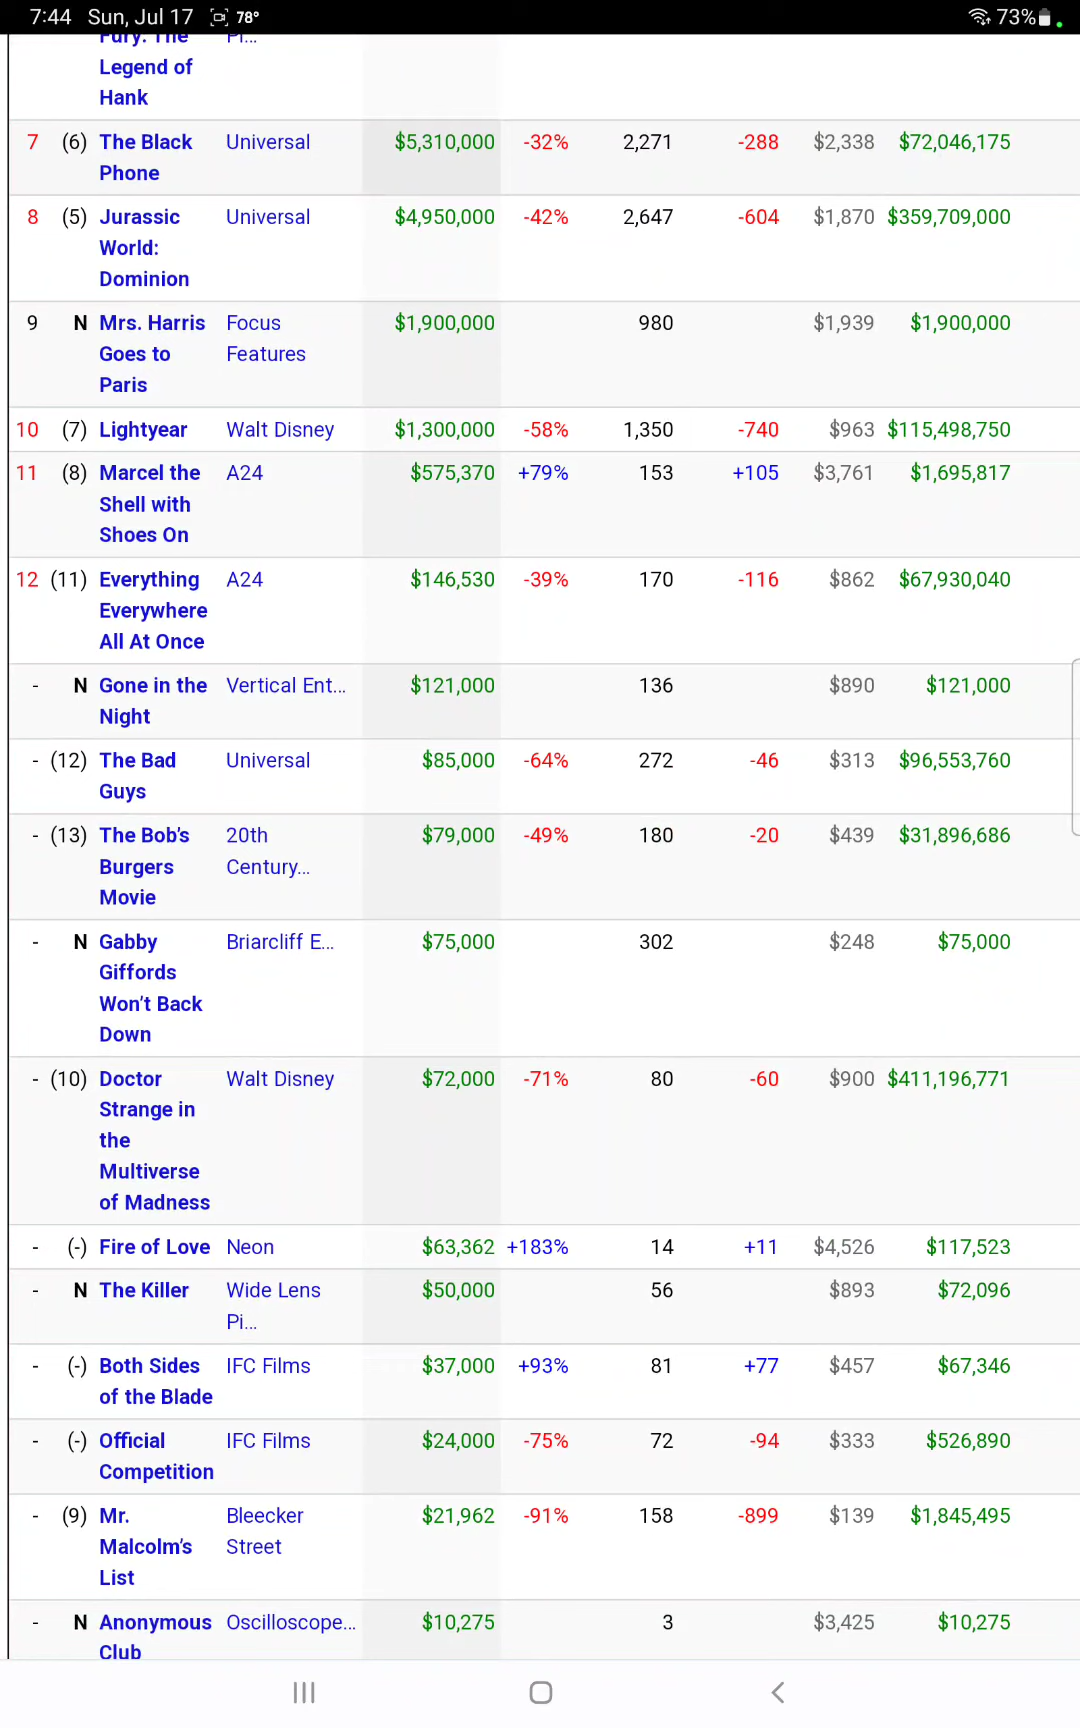 7:44 Sun, Jul 17 78° 73%
Fury: The Pi...
Legend of
Hank
7 (6) The Black Universal $5,310,000 -32% 2,271 -288 $2,338 $72,046,175
Phone
8 (5) Jurassic Universal $4,950,000 -42% 2,647 -604 $1,870 $359,709,000
World:
Dominion
9 N Mrs. Harris Focus $1,900,000 980 $1,939 $1,900,000
Goes to Features
Paris
10 (7) Lightyear Walt Disney $1,300,000 -58% 1,350 -740 $963 $115,498,750
11 (8) Marcel the A24 $575,370 +79% 153 +105 $3,761 $1,695,817
Shell with
Shoes On
12 (11) Everything A24 $146,530 -39% 170 -116 $862 $67,930,040
Everywhere
All At Once
- N Gone in the Vertical Ent... $121,000 136 $890 $121,000
Night
- (12) The Bad Universal $85,000 -64% 272 -46 $313 $96,553,760
Guys
- (13) The Bob's 20th $79,000 -49% 180 -20 $439 $31,896,686
Burgers Century...
Movie
- N Gabby Briarcliff E... $75,000 302 $248 $75,000
Giffords
Won't Back
Down
- (10) Doctor Walt Disney $72,000 -71% 80 -60 $900 $411,196,771
Strange in
the
Multiverse
of Madness
- (-) Fire of Love Neon $63,362 +183% 14 +11 $4,526 $117,523
- N The Killer Wide Lens $50,000 56 $893 $72,096
Pi...
- (-) Both Sides IFC Films $37,000 +93% 81 +77 $457 $67,346
of the Blade
- (-) Official IFC Films $24,000 -75% 72 -94 $333 $526,890
Competition
- (9) Mr. Bleecker $21,962 -91% 158 -899 $139 $1,845,495
Malcolm's Street
List
- N Anonymous Oscilloscope... $10,275 3 $3,425 $10,275
Club